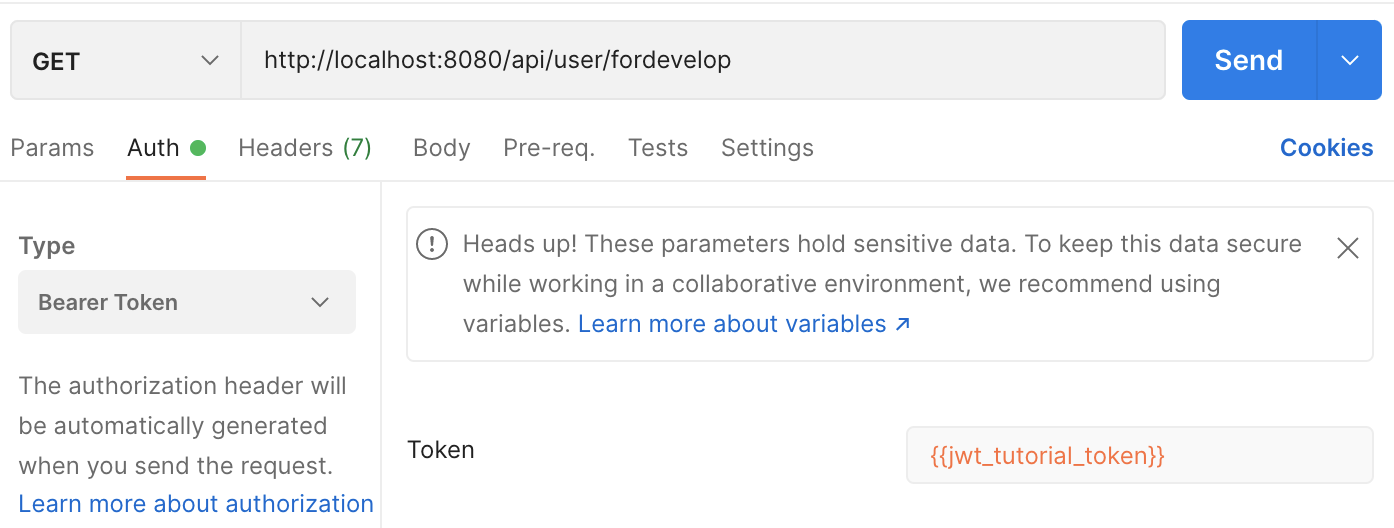 GET
http://localhost:8080/api/user/fordevelop
Send
Params
Auth
Headers (7)
Body
Pre-req.
Tests
Settings
Cookies
Type
Bearer Token
The authorization header will
be automatically generated
when you send the request.
Learn more about authorization
Heads up! These parameters hold sensitive data. To keep this data secure
while working in a collaborative environment, we recommend using
variables. Learn more about variables ↗
Token
{{jwt_tutorial_token}}